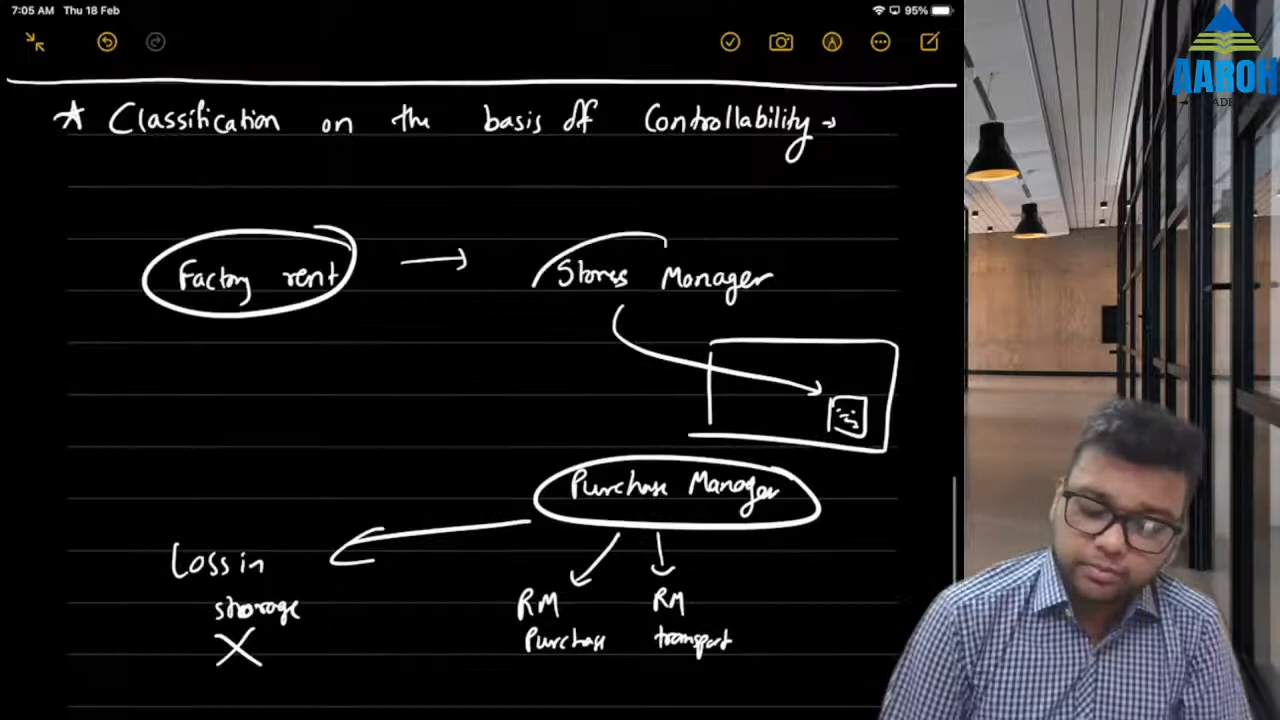 7:05 AM Thu 18 Feb
95%
AAROH
★ Classification on the basis of Controllability →
Factory rent → Stores Manager
Purchase Manager
Loss in storage
X
RM Purchase
RM transport